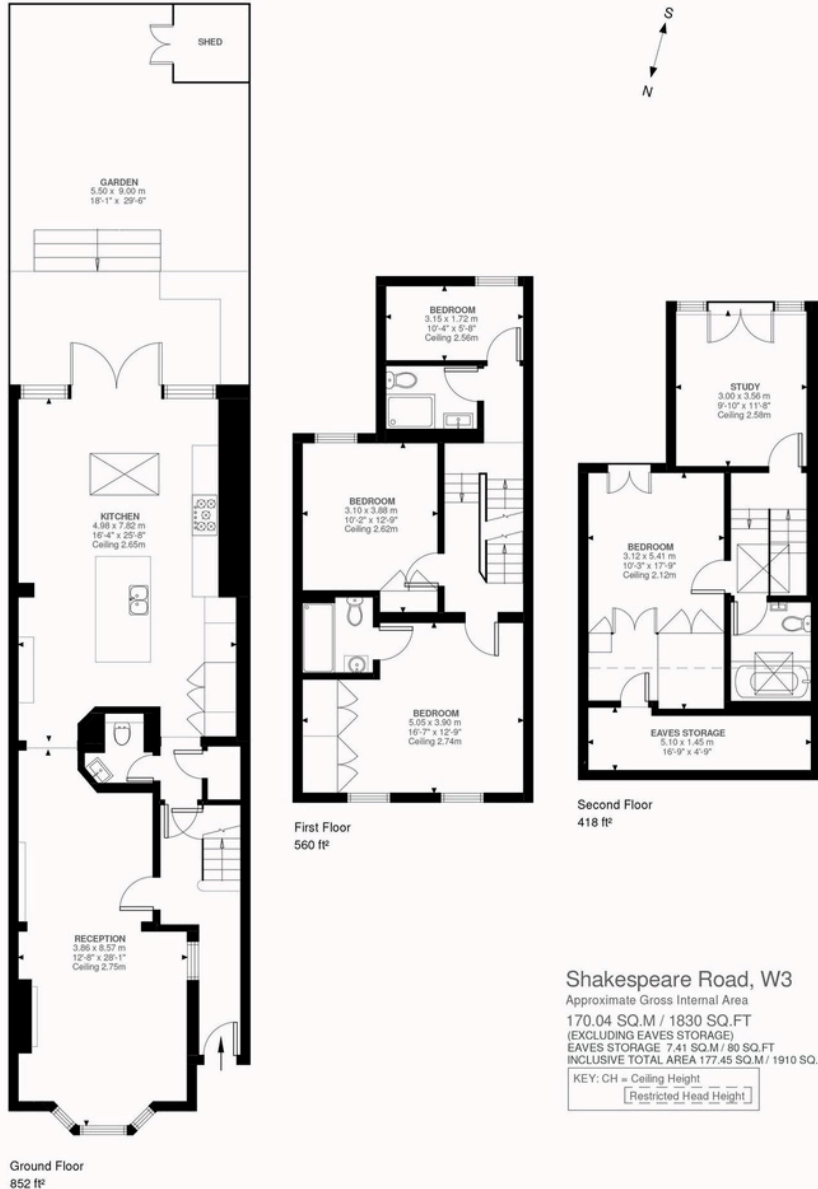 SHED
S
N
GARDEN
5.50 x 9.00 m
18'-1" x 29'-6"
BEDROOM
3.15 x 1.72 m
10'-4" x 5'-8"
Ceiling 2.56m
STUDY
3.00 x 3.56 m
9'-10" x 11'-8"
Ceiling 2.58m
KITCHEN
4.98 x 7.82 m
16'-4" x 25'-8"
Ceiling 2.65m
BEDROOM
3.10 x 3.88 m
10'-2" x 12'-9"
Ceiling 2.62m
BEDROOM
3.12 x 5.41 m
10'-3" x 17'-9"
Ceiling 2.12m
BEDROOM
5.05 x 3.90 m
16'-7" x 12'-9"
Ceiling 2.74m
EAVES STORAGE
5.10 x 1.45 m
16'-9" x 4'-9"
First Floor
560 ft²
Second Floor
418 ft²
RECEPTION
3.86 x 8.57 m
12'-8" x 28'-1"
Ceiling 2.75m
Ground Floor
852 ft²
Shakespeare Road, W3
Approximate Gross Internal Area
170.04 SQ.M / 1830 SQ.FT
(EXCLUDING EAVES STORAGE)
EAVES STORAGE 7.41 SQ.M / 80 SQ.FT
INCLUSIVE TOTAL AREA 177.45 SQ.M / 1910 SQ.
KEY: CH = Ceiling Height
Restricted Head Height